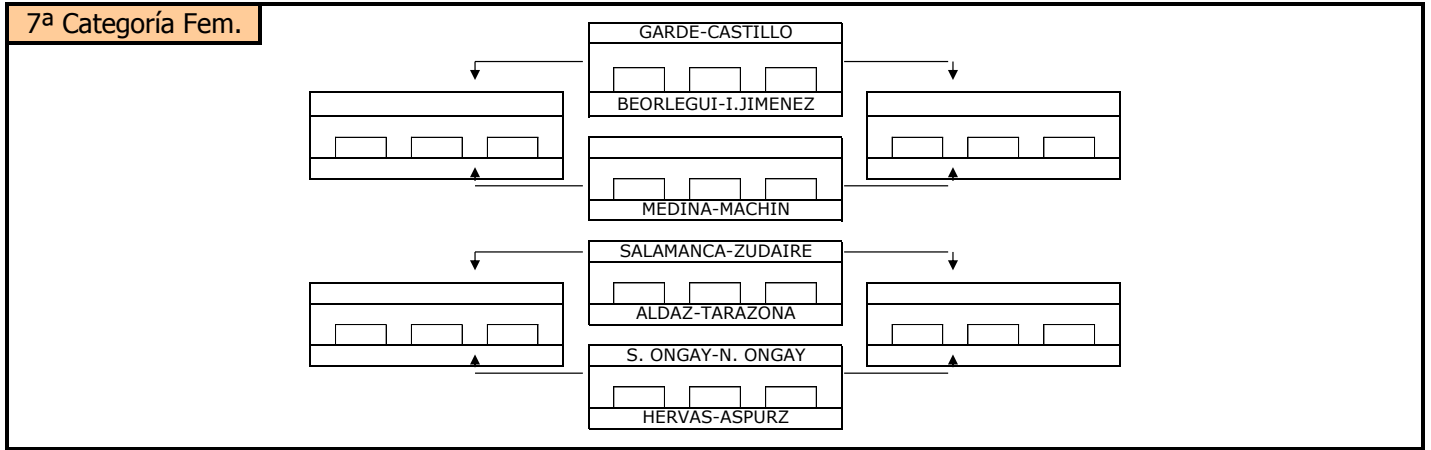 7ª Categoría Fem.
GARDE-CASTILLO
BEORLEGUI-I.JIMENEZ
MEDINA-MACHIN
SALAMANCA-ZUDAIRE
ALDAZ-TARAZONA
S. ONGAY-N. ONGAY
HERVAS-ASPURZ